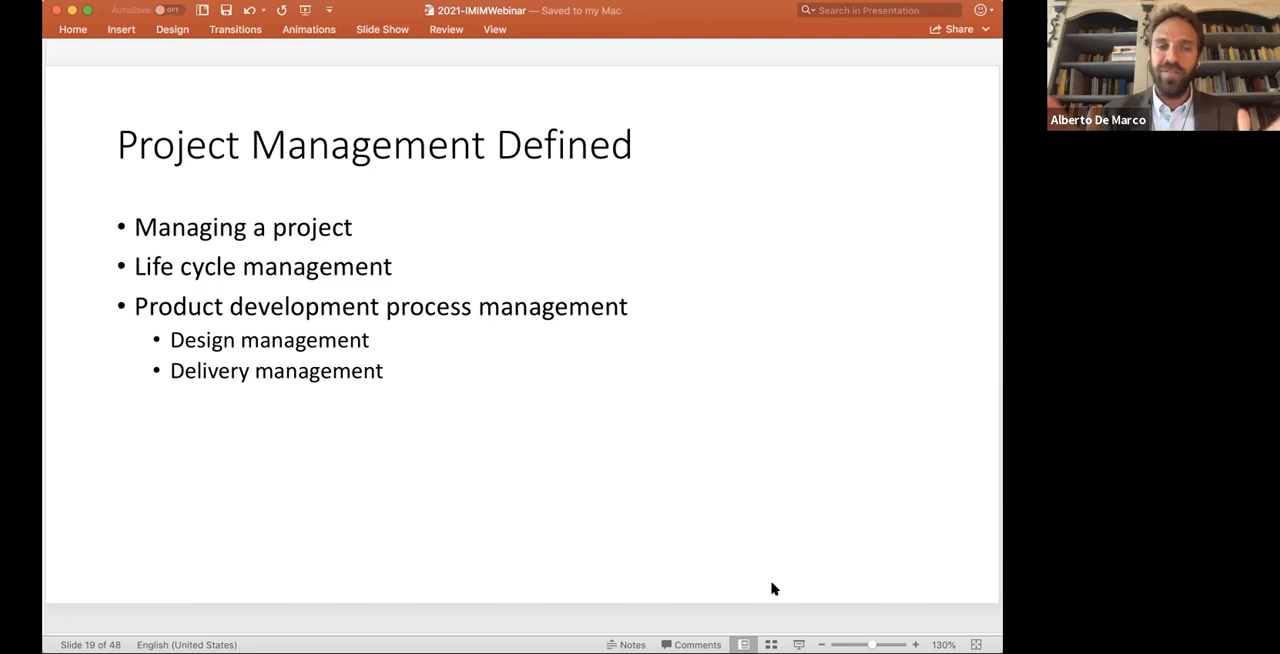 AutoSave OFF
2021-IMIMWebinar — Saved to my Mac
Search in Presentation
Home Insert Design Transitions Animations Slide Show Review View Share
Project Management Defined
• Managing a project
• Life cycle management
• Product development process management
• Design management
• Delivery management
Alberto De Marco
Slide 19 of 48 English (United States) Notes Comments 130%